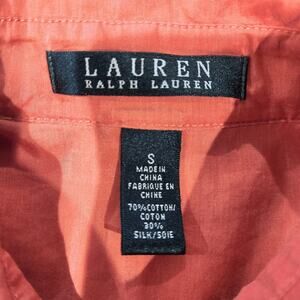 LAUREN
RALPH LAUREN
S
MADE IN
CHINA
FABRIQUE EN
CHINE
70%COTTON/
COTON
30%
SILK/SOIE